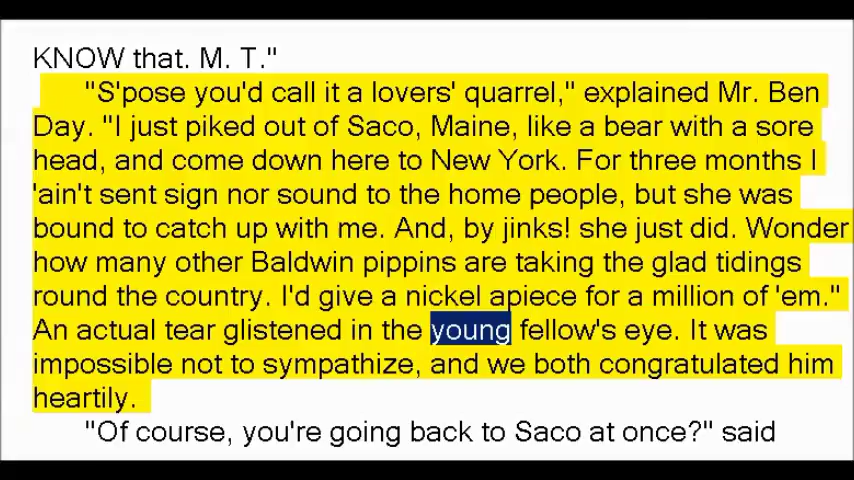 KNOW that. M. T."
"S'pose you'd call it a lovers' quarrel," explained Mr. Ben
Day. "I just piked out of Saco, Maine, like a bear with a sore
head, and come down here to New York. For three months I
'ain't sent sign nor sound to the home people, but she was
bound to catch up with me. And, by jinks! she just did. Wonder
how many other Baldwin pippins are taking the glad tidings
round the country. I'd give a nickel apiece for a million of 'em."
An actual tear glistened in the young fellow's eye. It was
impossible not to sympathize, and we both congratulated him
heartily.
"Of course, you're going back to Saco at once?" said